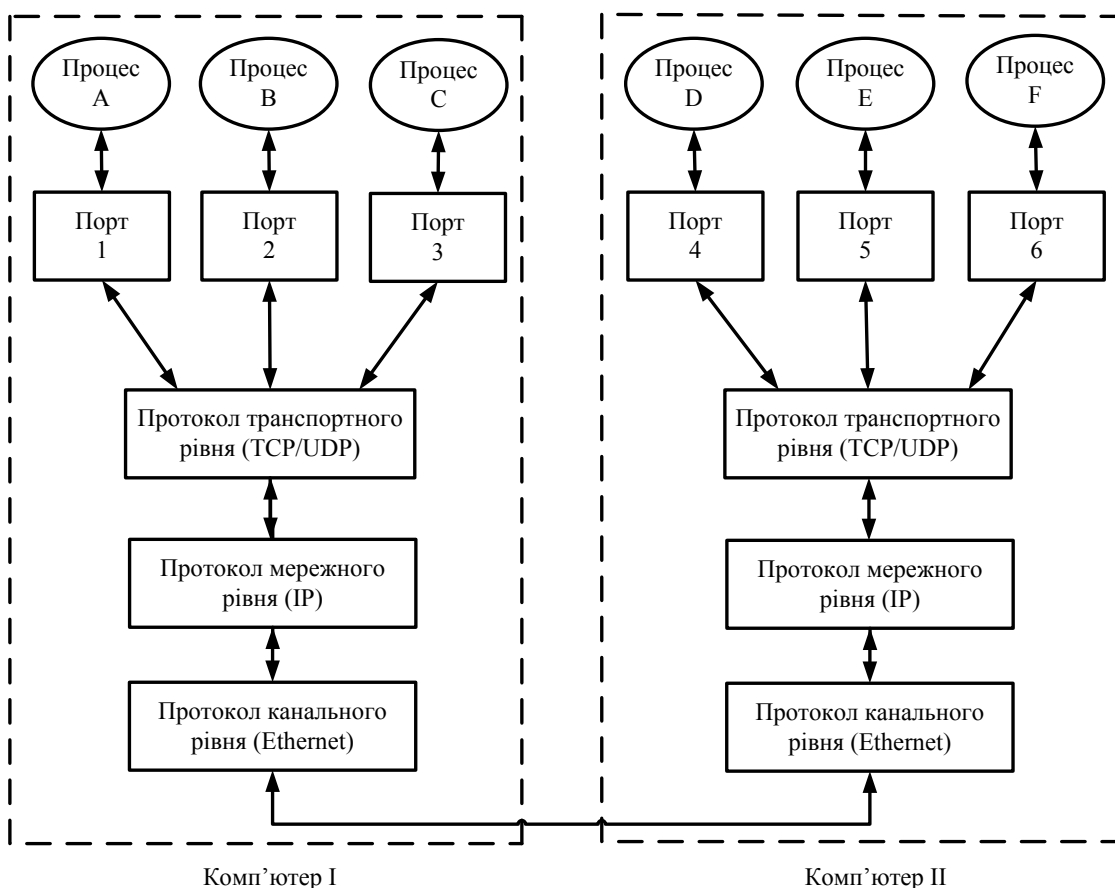 Процес
A
Процес
B
Процес
C
Процес
D
Процес
E
Процес
F
Порт
1
Порт
2
Порт
3
Порт
4
Порт
5
Порт
6
Протокол транспортного
рівня (TCP/UDP)
Протокол транспортного
рівня (TCP/UDP)
Протокол мережного
рівня (IP)
Протокол мережного
рівня (IP)
Протокол канального
рівня (Ethernet)
Протокол канального
рівня (Ethernet)
Комп’ютер I
Комп’ютер II